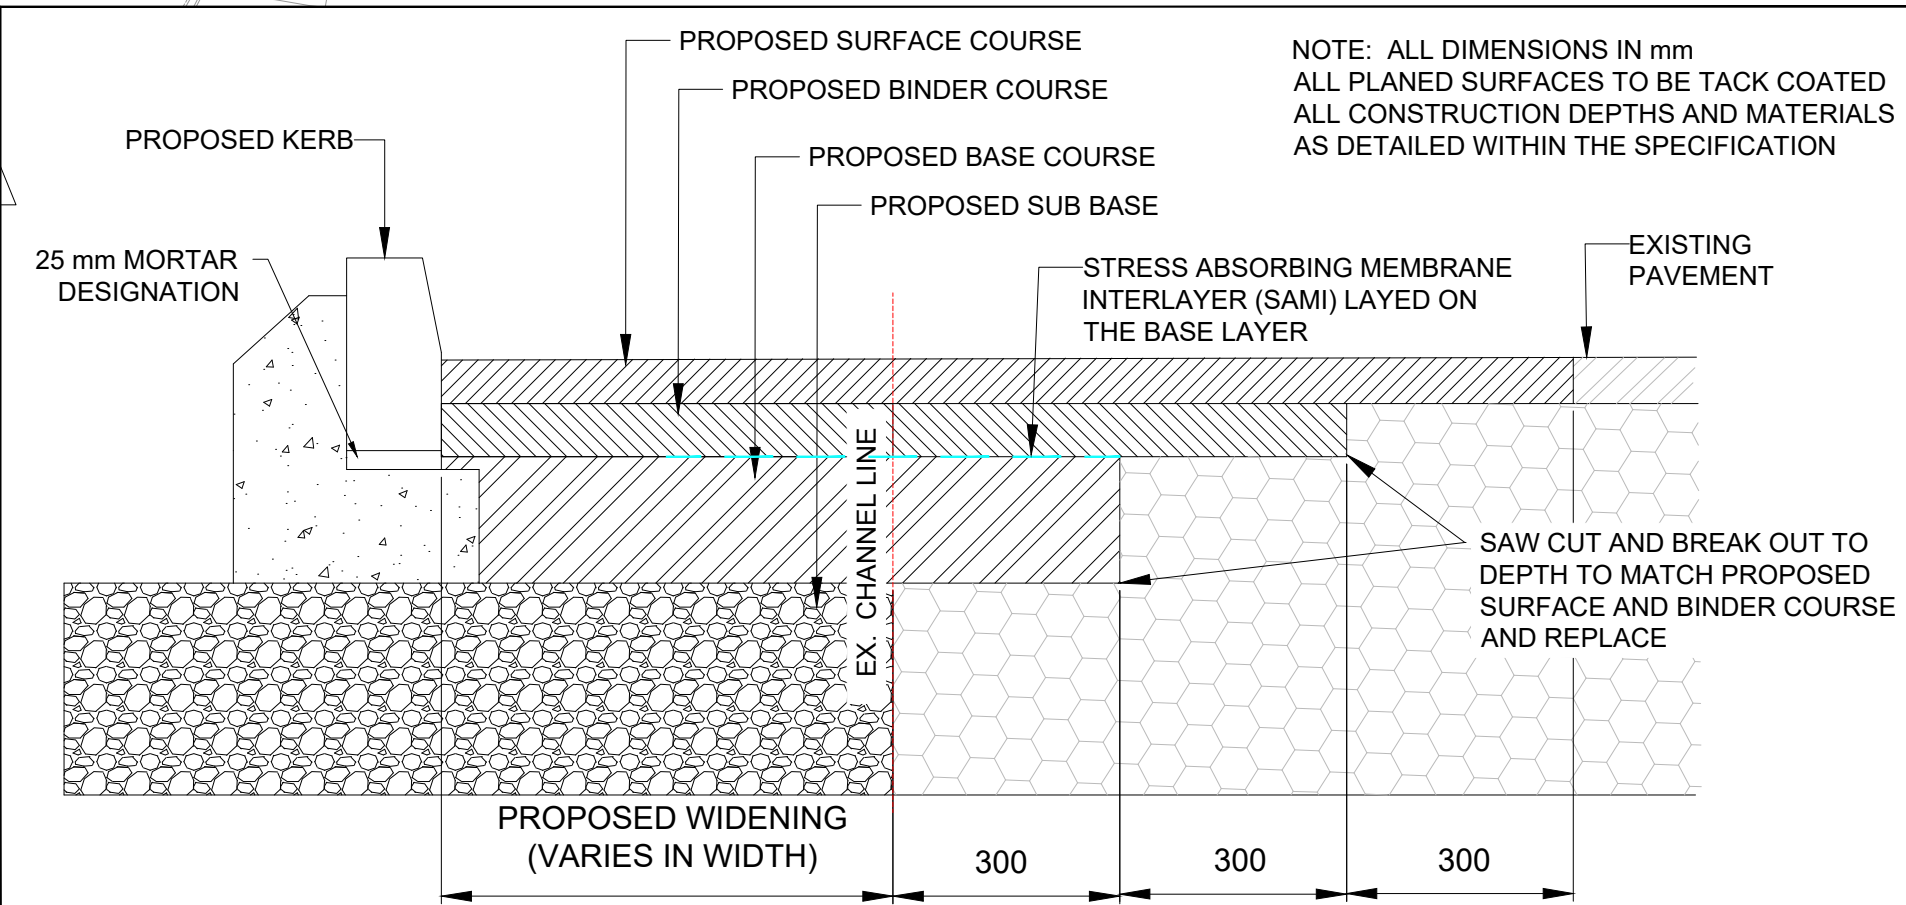 PROPOSED SURFACE COURSE
PROPOSED BINDER COURSE
PROPOSED KERB
PROPOSED BASE COURSE
PROPOSED SUB BASE
NOTE: ALL DIMENSIONS IN mm
ALL PLANED SURFACES TO BE TACK COATED
ALL CONSTRUCTION DEPTHS AND MATERIALS
AS DETAILED WITHIN THE SPECIFICATION
25 mm MORTAR
DESIGNATION
STRESS ABSORBING MEMBRANE
INTERLAYER (SAMI) LAYED ON
THE BASE LAYER
EXISTING
PAVEMENT
EX. CHANNEL LINE
SAW CUT AND BREAK OUT TO
DEPTH TO MATCH PROPOSED
SURFACE AND BINDER COURSE
AND REPLACE
PROPOSED WIDENING
(VARIES IN WIDTH)
300
300
300